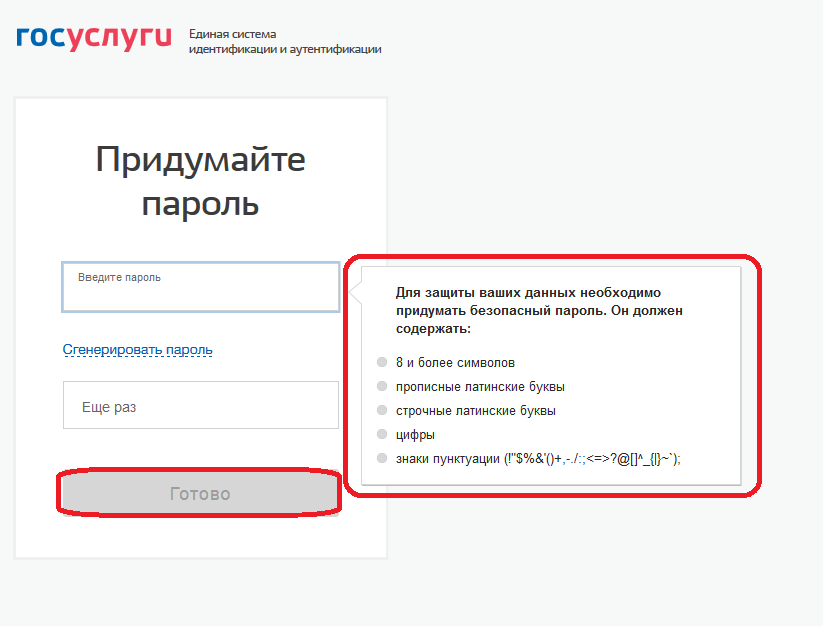 госуслуги
Единая система
идентификации и аутентификации
Придумайте
пароль
Введите пароль
Сгенерировать пароль
Еще раз
Готово
Для защиты ваших данных необходимо
придумать безопасный пароль. Он должен
содержать:
8 и более символов
прописные латинские буквы
строчные латинские буквы
цифры
знаки пунктуации (!"$%&'()+,-./:;<=>?@[]^_{|}~`);